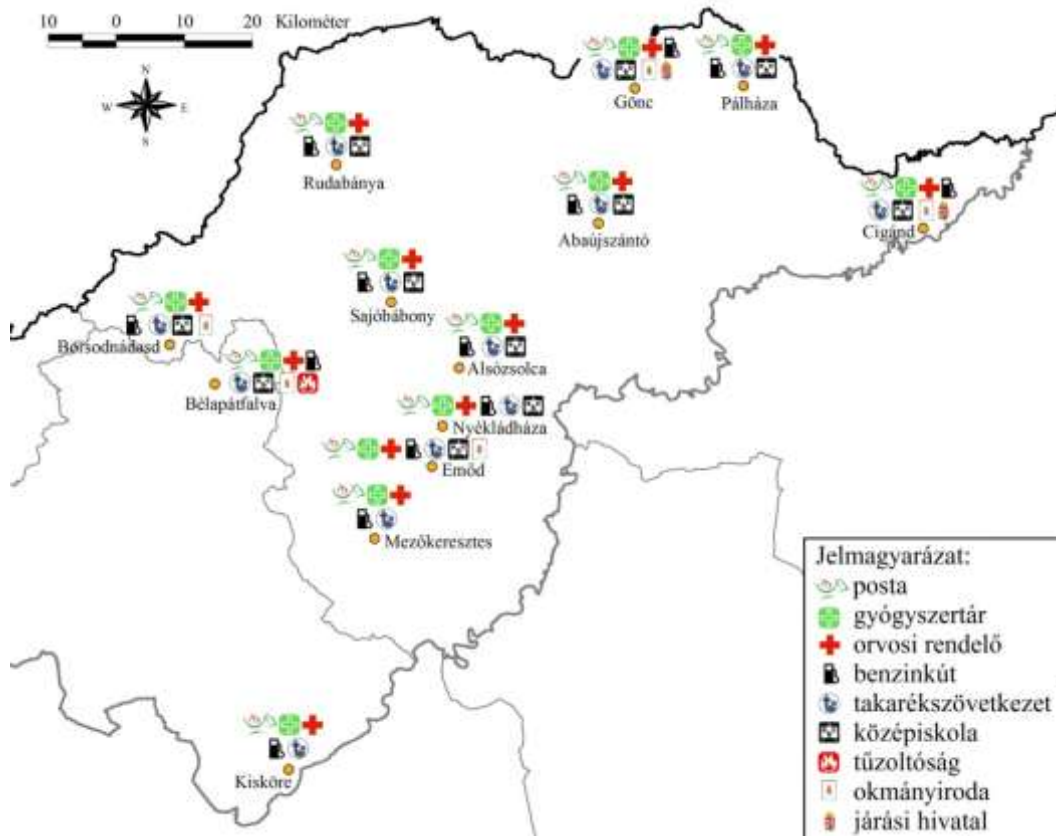 10 0 10 20 Kilométer
N
W E
S
Gönc
Pálháza
Rudabánya
Abaújszántó
Cigánd
Sajóbábony
Borsodnádasd
Alsózsolca
Bélapátfalva
Nyékládháza
Emőd
Mezőkeresztes
Kisköre
Jelmagyarázat:
posta
gyógyszertár
orvosi rendelő
benzinkút
takarékszövetkezet
középiskola
tűzoltóság
okmányiroda
járási hivatal